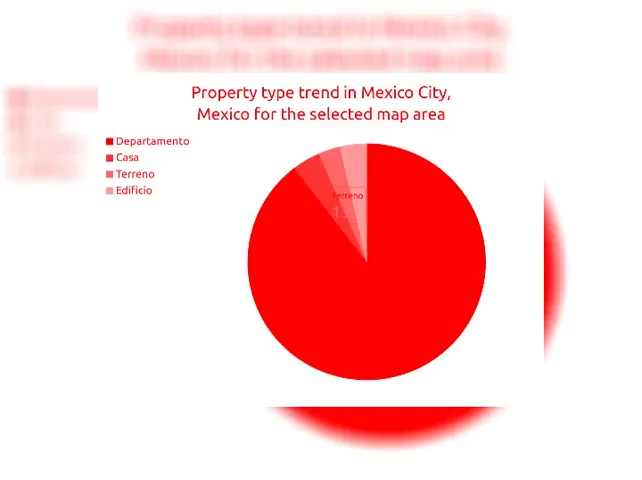 Property type trend in Mexico City,
Mexico for the selected map area
Departamento
Casa
Terreno
Edificio
Terreno